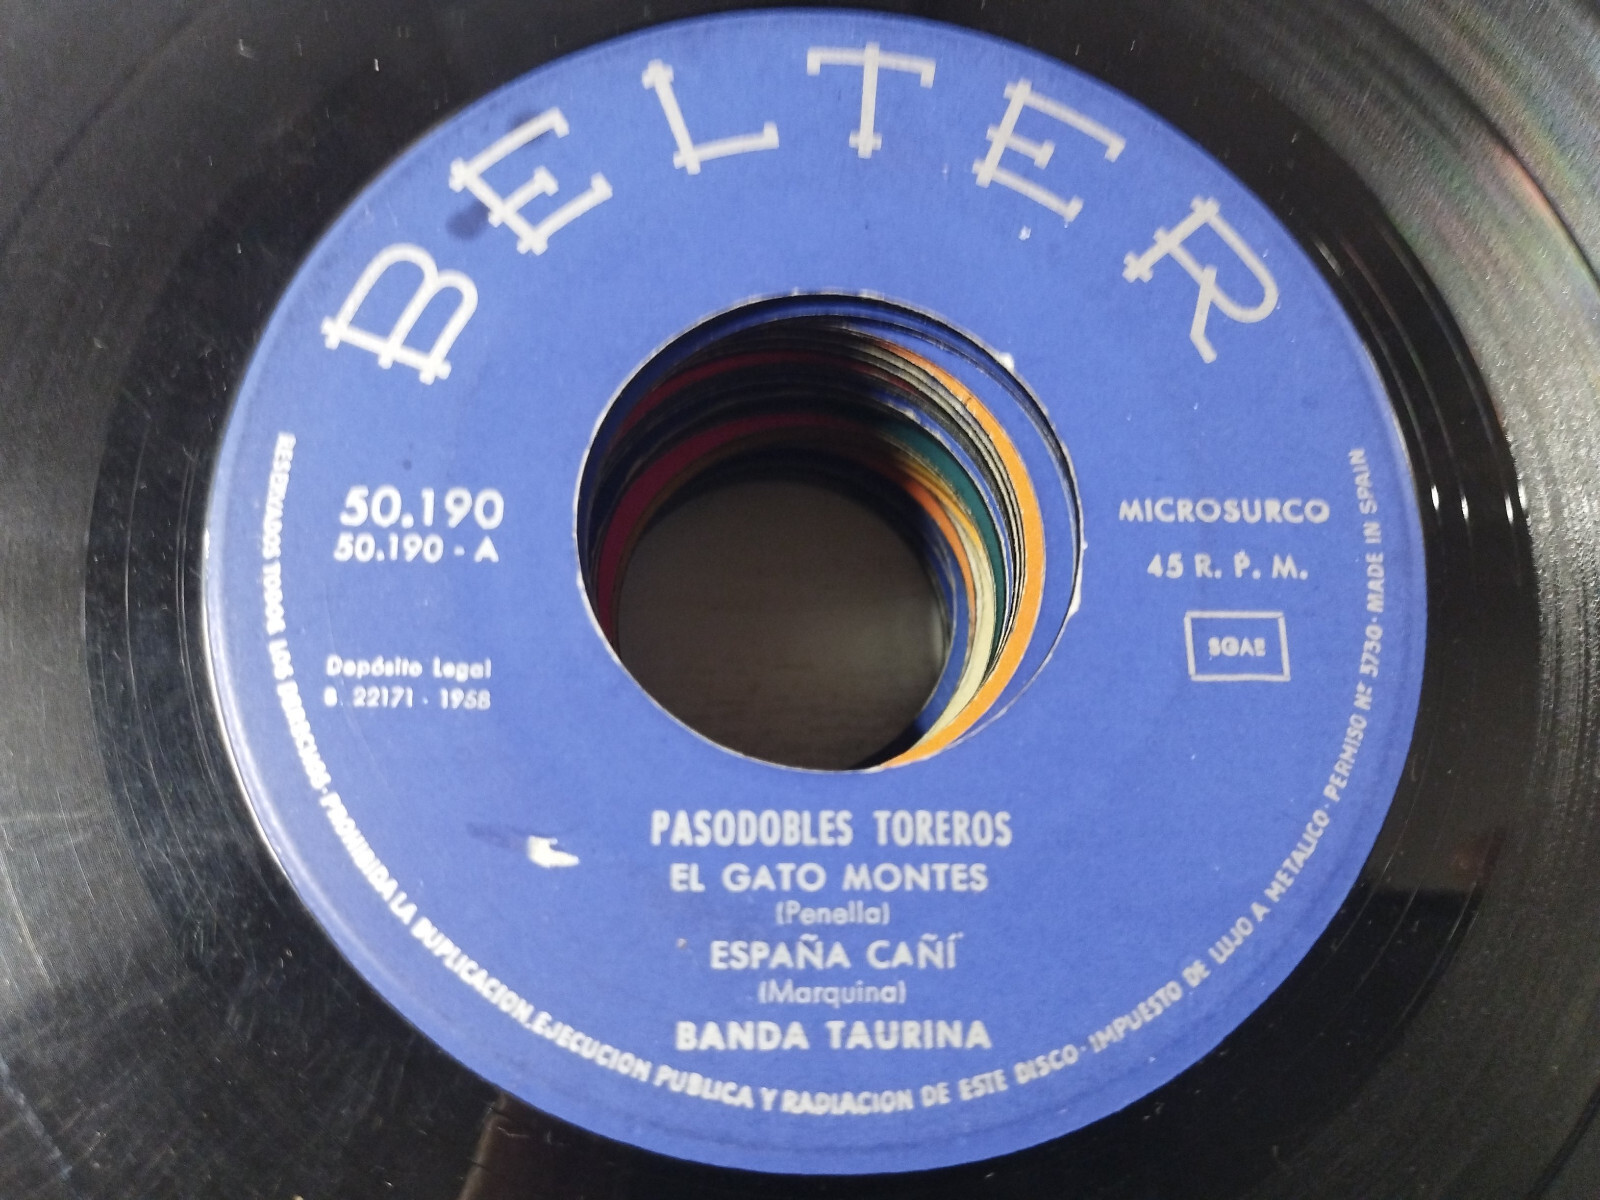 BELTER
50.190
50.190 - A
Depósito Legal
B. 22171 - 1958
MICROSURCO
45 R. P. M.
SGAE
PASODOBLES TOREROS
EL GATO MONTES
(Penella)
ESPAÑA CAÑÍ
(Marquina)
BANDA TAURINA
RESERVADOS TODOS LOS DERECHOS · PROHIBIDA LA DUPLICACION, EJECUCION PUBLICA Y RADIACION DE ESTE DISCO · IMPUESTO DE LUJO A METALICO · PERMISO Nº 3730 · MADE IN SPAIN